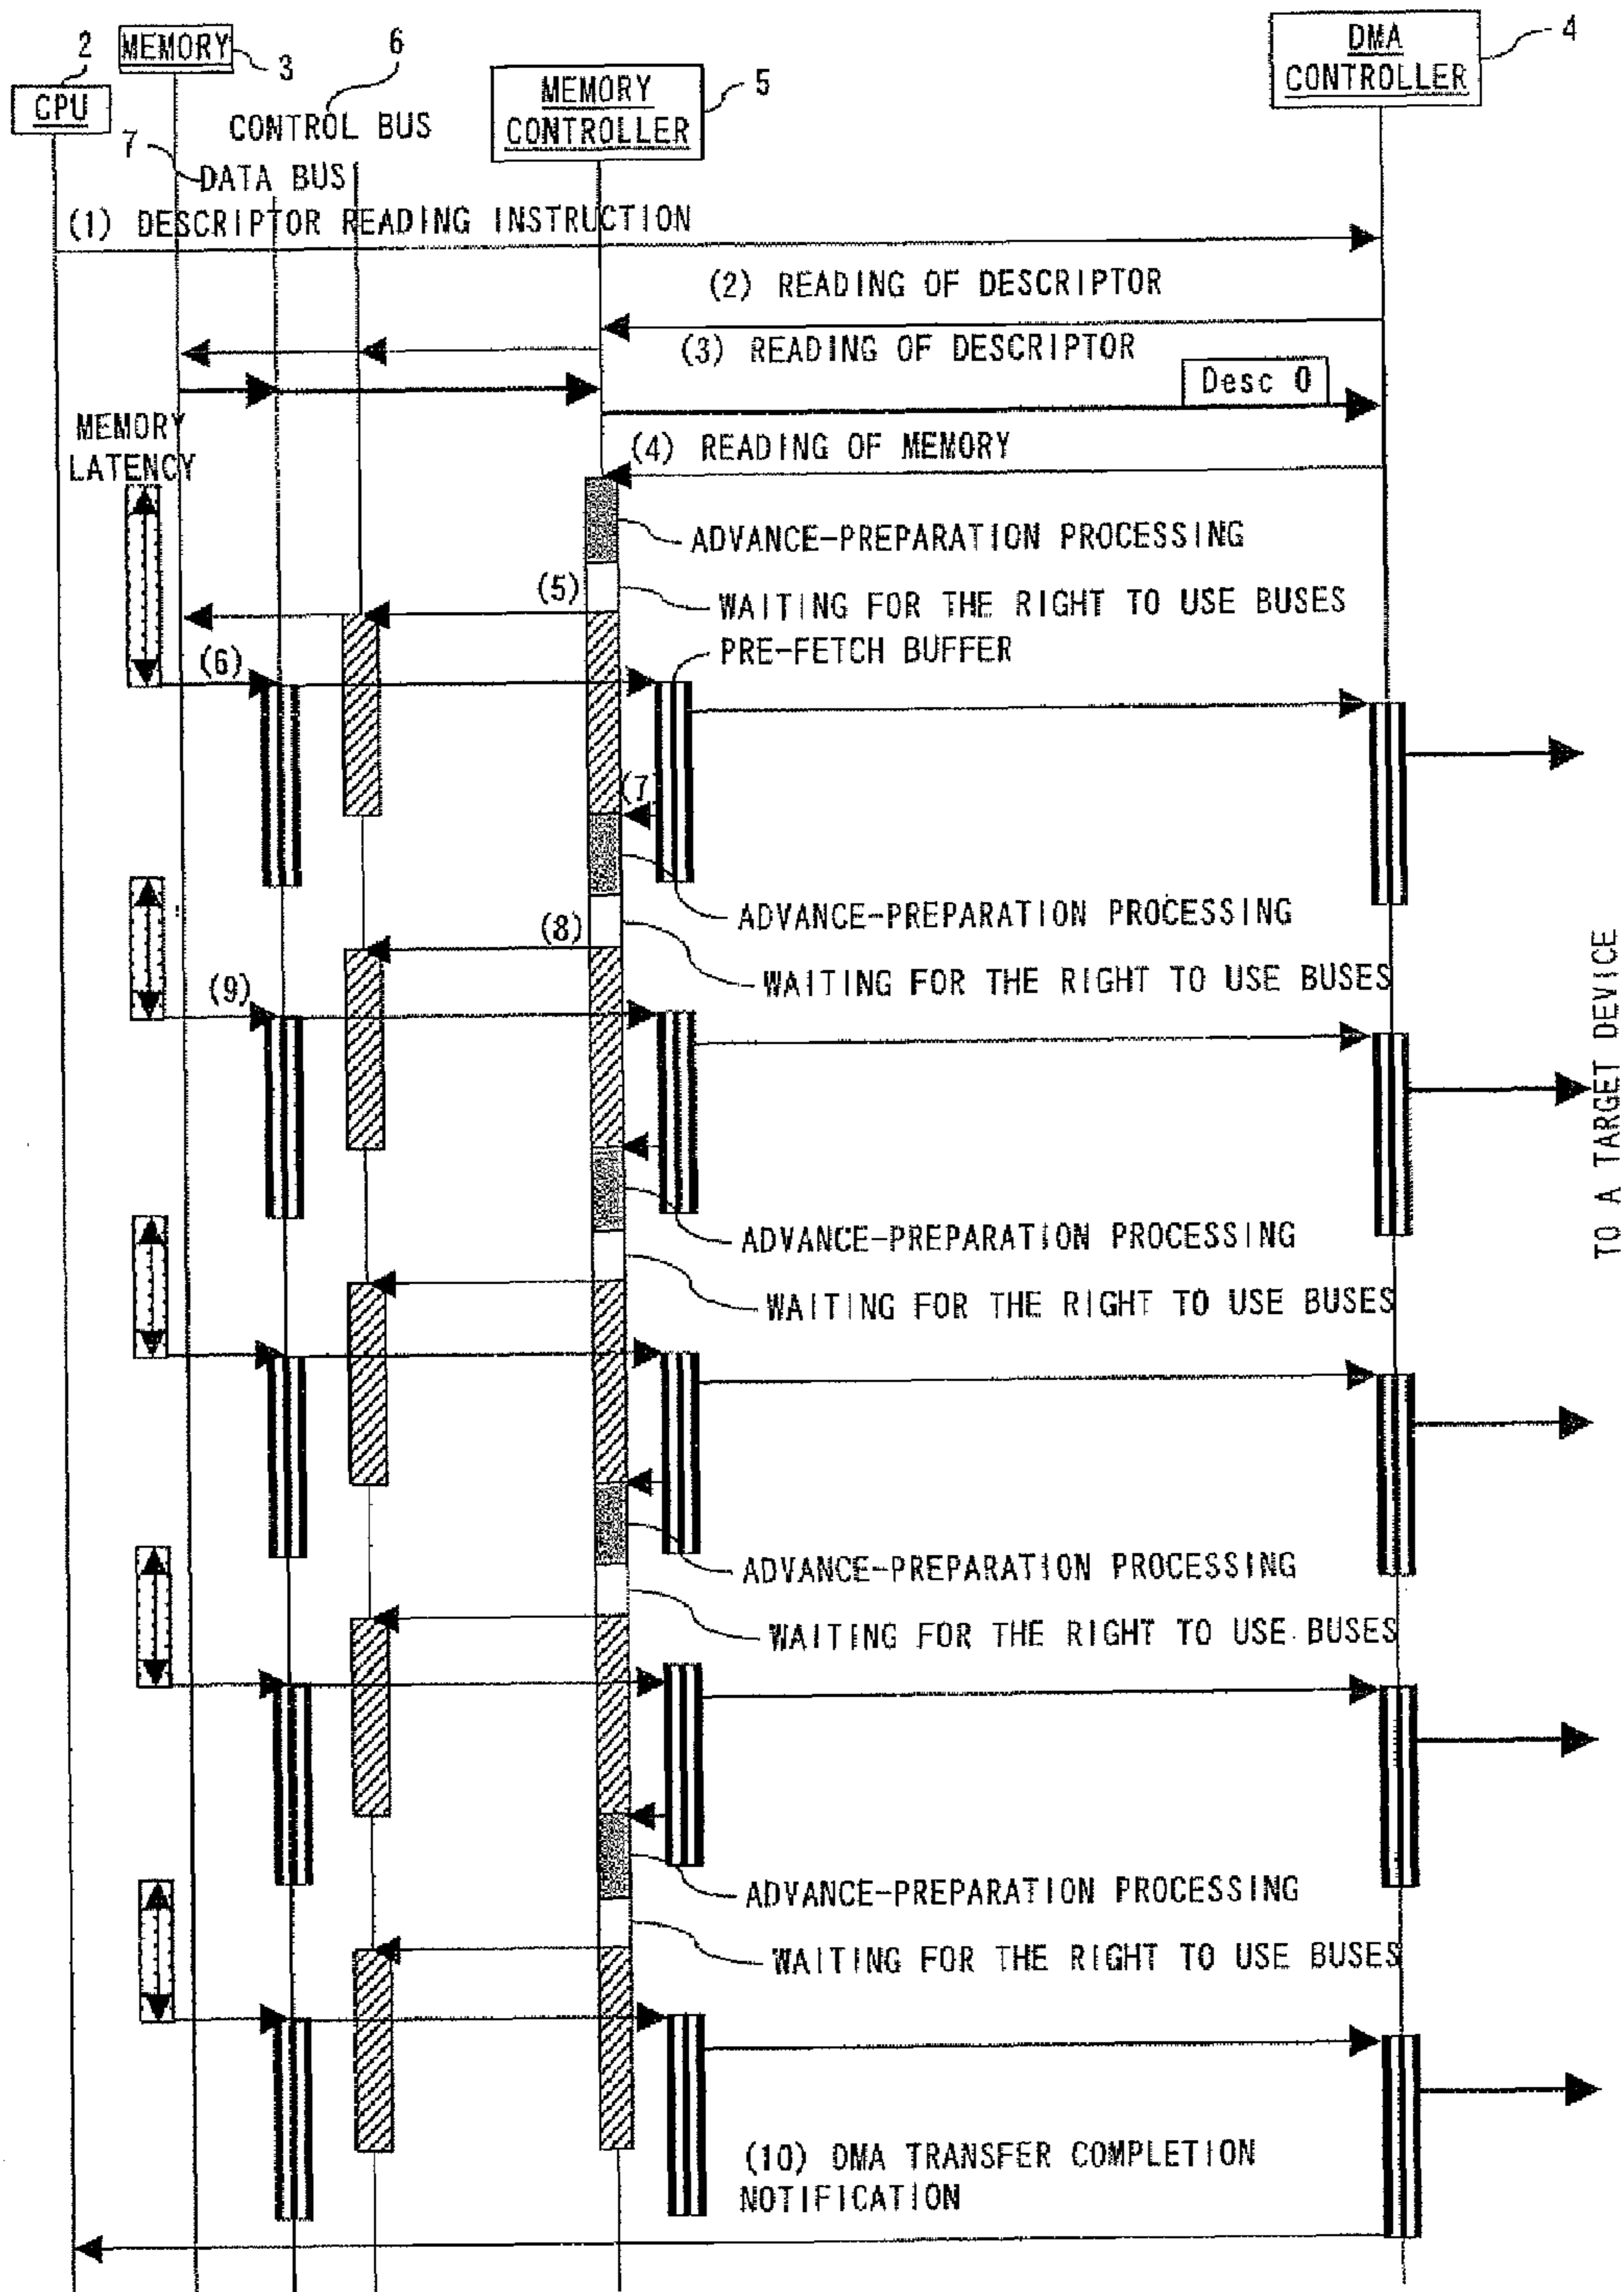 2
MEMORY
3
6
DMA
CONTROLLER
4
CPU
MEMORY
CONTROLLER
5
CONTROL BUS
7
DATA BUS
(1) DESCRIPTOR READING INSTRUCTION
(2) READING OF DESCRIPTOR
(3) READING OF DESCRIPTOR
Desc 0
MEMORY
LATENCY
(4) READING OF MEMORY
ADVANCE-PREPARATION PROCESSING
(5)
WAITING FOR THE RIGHT TO USE BUSES
PRE-FETCH BUFFER
(6)
(7
ADVANCE-PREPARATION PROCESSING
(8)
WAITING FOR THE RIGHT TO USE BUSES
(9)
TO A TARGET DEVICE
ADVANCE-PREPARATION PROCESSING
WAITING FOR THE RIGHT TO USE BUSES
ADVANCE-PREPARATION PROCESSING
WAITING FOR THE RIGHT TO USE BUSES
ADVANCE-PREPARATION PROCESSING
WAITING FOR THE RIGHT TO USE BUSES
(10) DMA TRANSFER COMPLETION
NOTIFICATION